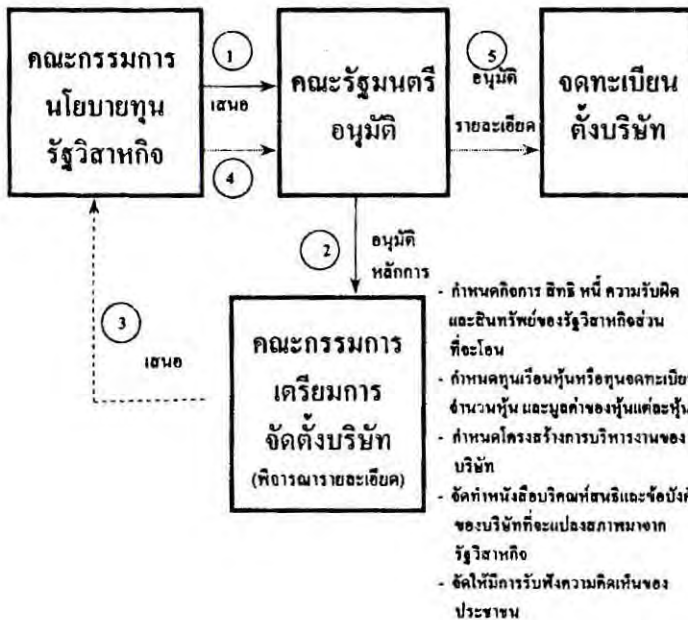 คณะกรรมการ
นโยบายทุน
รัฐวิสาหกิจ
1
เสนอ
4
คณะรัฐมนตรี
อนุมัติ
5
อนุมัติ
รายละเอียด
จดทะเบียน
ตั้งบริษัท
2
อนุมัติ
หลักการ
3
เสนอ
คณะกรรมการ
เตรียมการ
จัดตั้งบริษัท
(พิจารณารายละเอียด)
- กำหนดกิจการ สิทธิ หนี้ ความรับผิด
และสินทรัพย์ของรัฐวิสาหกิจส่วน
ที่จะโอน
- กำหนดทุนเรือนหุ้นหรือทุนจดทะเบีย
จำนวนหุ้น และมูลค่าของหุ้นแต่ละหุ้น
- กำหนดโครงสร้างการบริหารงานของ
บริษัท
- จัดทำหนังสือบริคณห์สนธิและข้อบังคั
ของบริษัทที่จะแปลงสภาพมาจาก
รัฐวิสาหกิจ
- จัดให้มีการรับฟังความคิดเห็นของ
ประชาชน